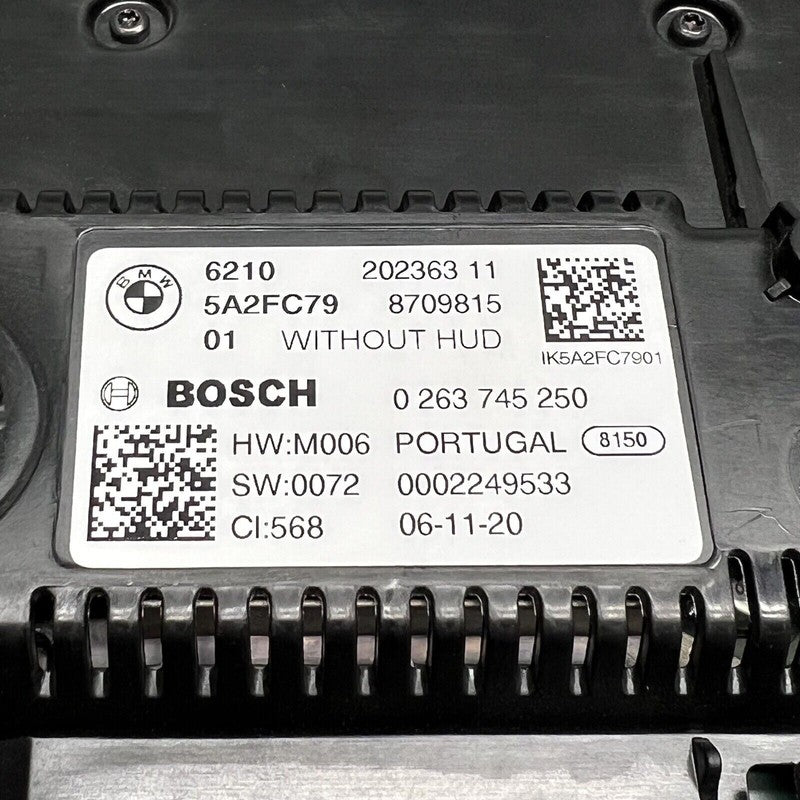 BMW
6210 202363 11
5A2FC79 8709815
01 WITHOUT HUD
IK5A2FC7901
BOSCH 0 263 745 250
HW:M006 PORTUGAL 8150
SW:0072 0002249533
CI:568 06-11-20